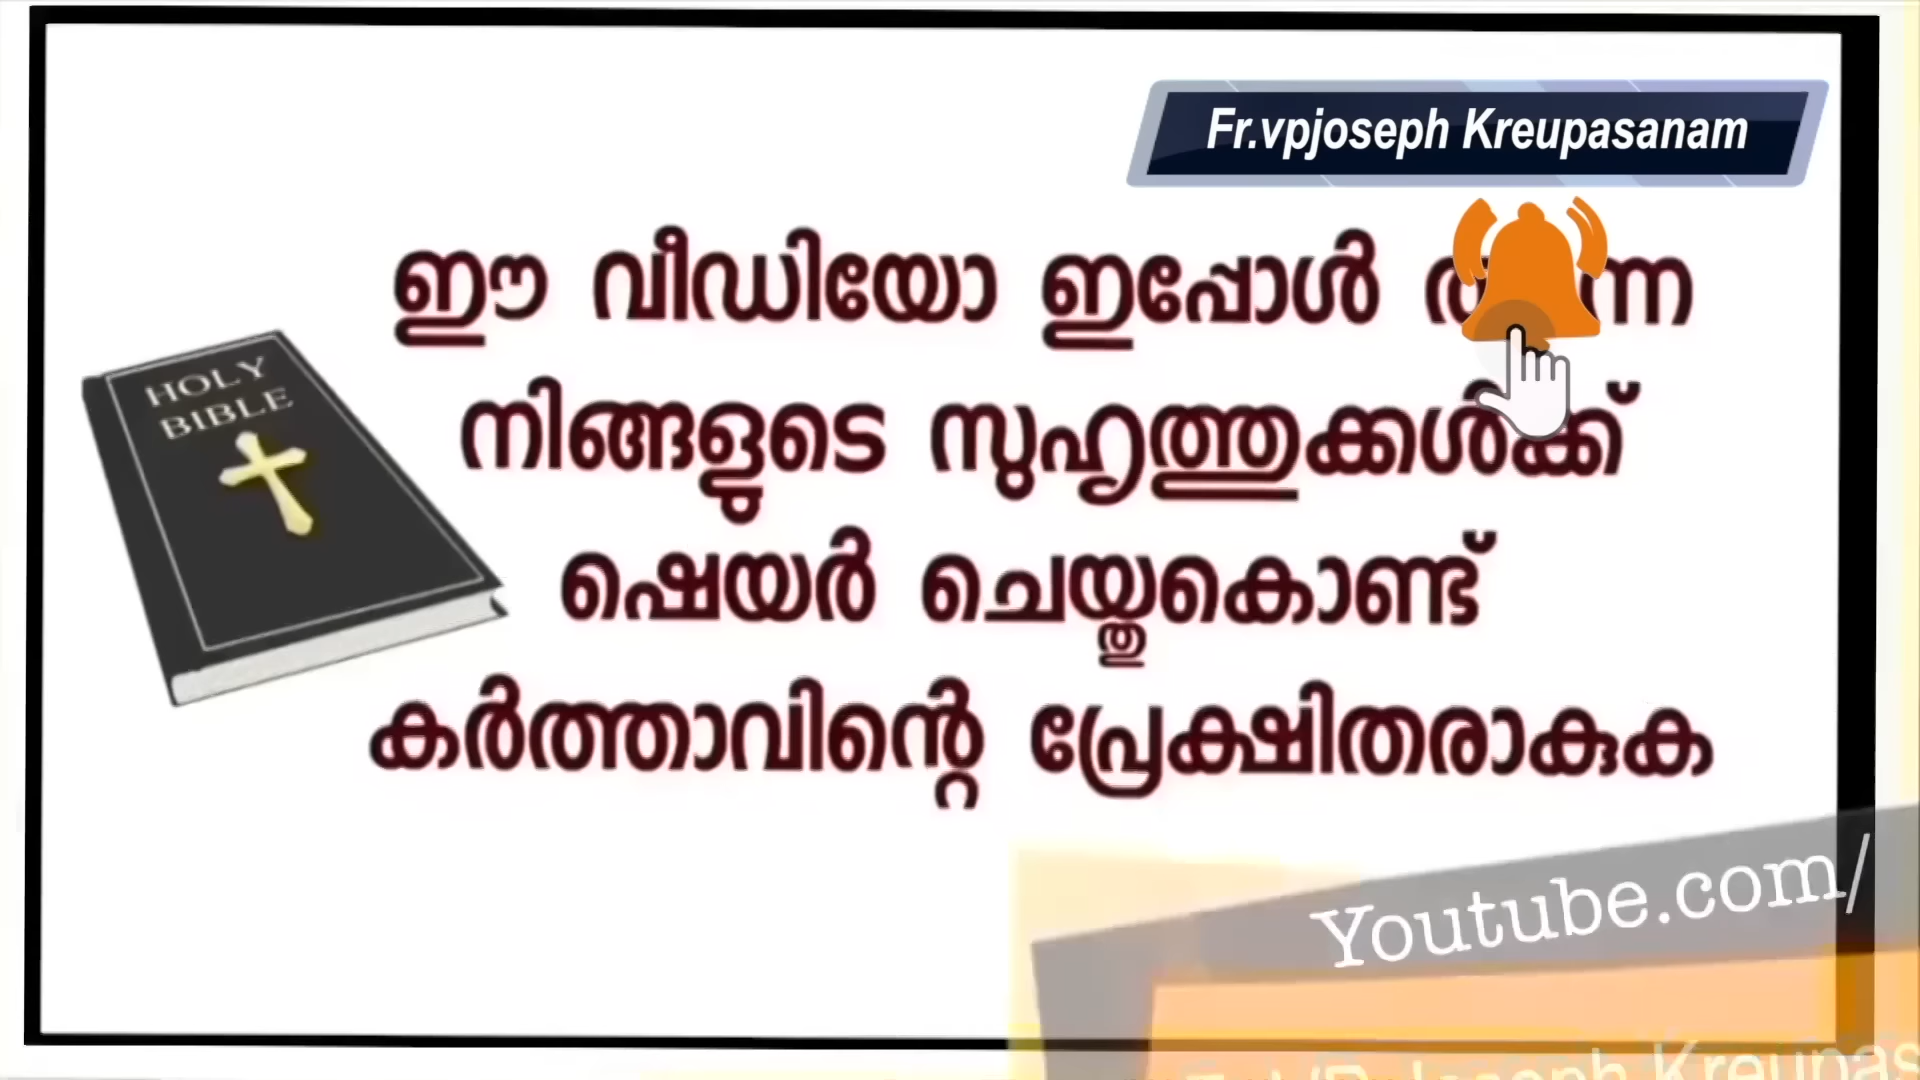 Fr.vpjoseph Kreupasanam
ഈ വീഡിയോ ഇപ്പോൾ
നിങ്ങളുടെ സുഹൃത്തുക്കൾക്ക്
ഷെയർ ചെയ്തുകൊണ്ട്
കർത്താവിന്റെ പ്രേക്ഷിതരാകുക
HOLY
BIBLE
Youtube.com/